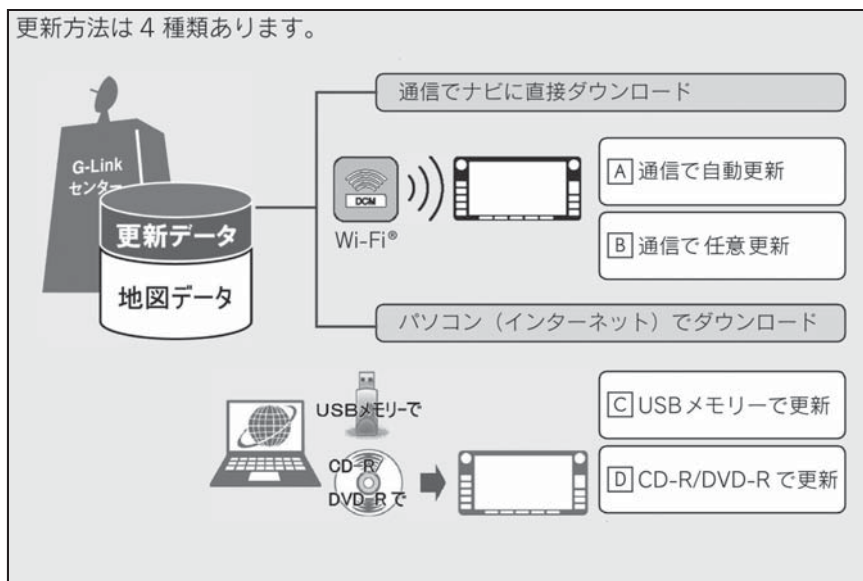 更新方法は 4 種類あります。
通信でナビに直接ダウンロード
G-Link
センター
更新データ
地図データ
DCM
Wi-Fi®
A 通信で自動更新
B 通信で 任意 更新
パソコン（インターネット）でダウンロード
USBメモリーで
CD-R/
DVD-Rで
C USBメモリーで更新
D CD-R/DVD-R で更新